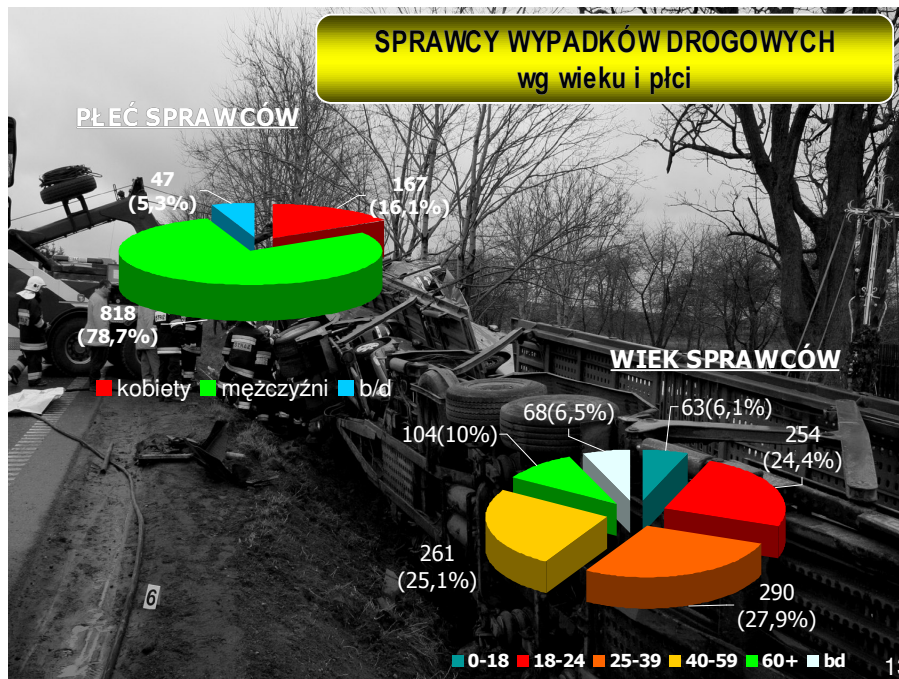 SPRAWCY WYPADKÓW DROGOWYCH
wg wieku i płci
PŁEĆ SPRAWCÓW
47
(5,3%)
167
(16,1%)
818
(78,7%)
kobiety mężczyźni b/d
WIEK SPRAWCÓW
68(6,5%)
63(6,1%)
104(10%)
254
(24,4%)
261
(25,1%)
290
(27,9%)
6
0-18 18-24 25-39 40-59 60+ bd